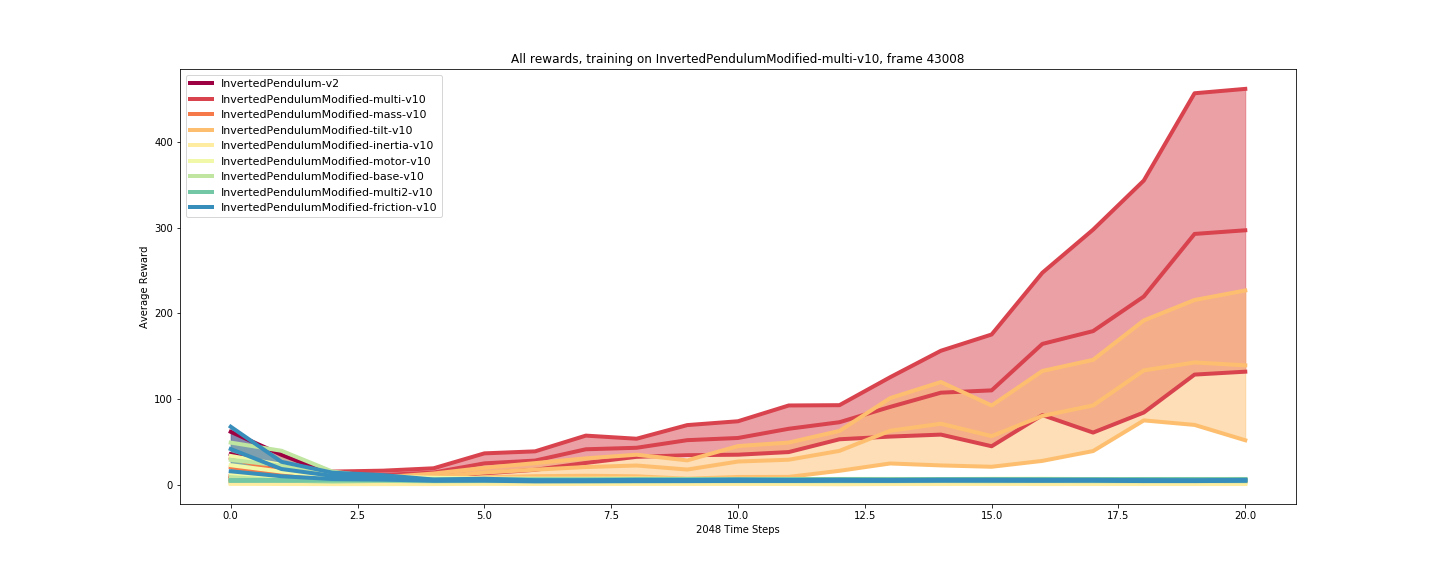 All rewards, training on InvertedPendulumModified-multi-v10, frame 43008
InvertedPendulum-v2
InvertedPendulumModified-multi-v10
InvertedPendulumModified-mass-v10
InvertedPendulumModified-tilt-v10
InvertedPendulumModified-inertia-v10
InvertedPendulumModified-motor-v10
InvertedPendulumModified-base-v10
InvertedPendulumModified-multi2-v10
InvertedPendulumModified-friction-v10
Average Reward
400
300
200
100
0
0.0 2.5 5.0 7.5 10.0 12.5 15.0 17.5 20.0
2048 Time Steps